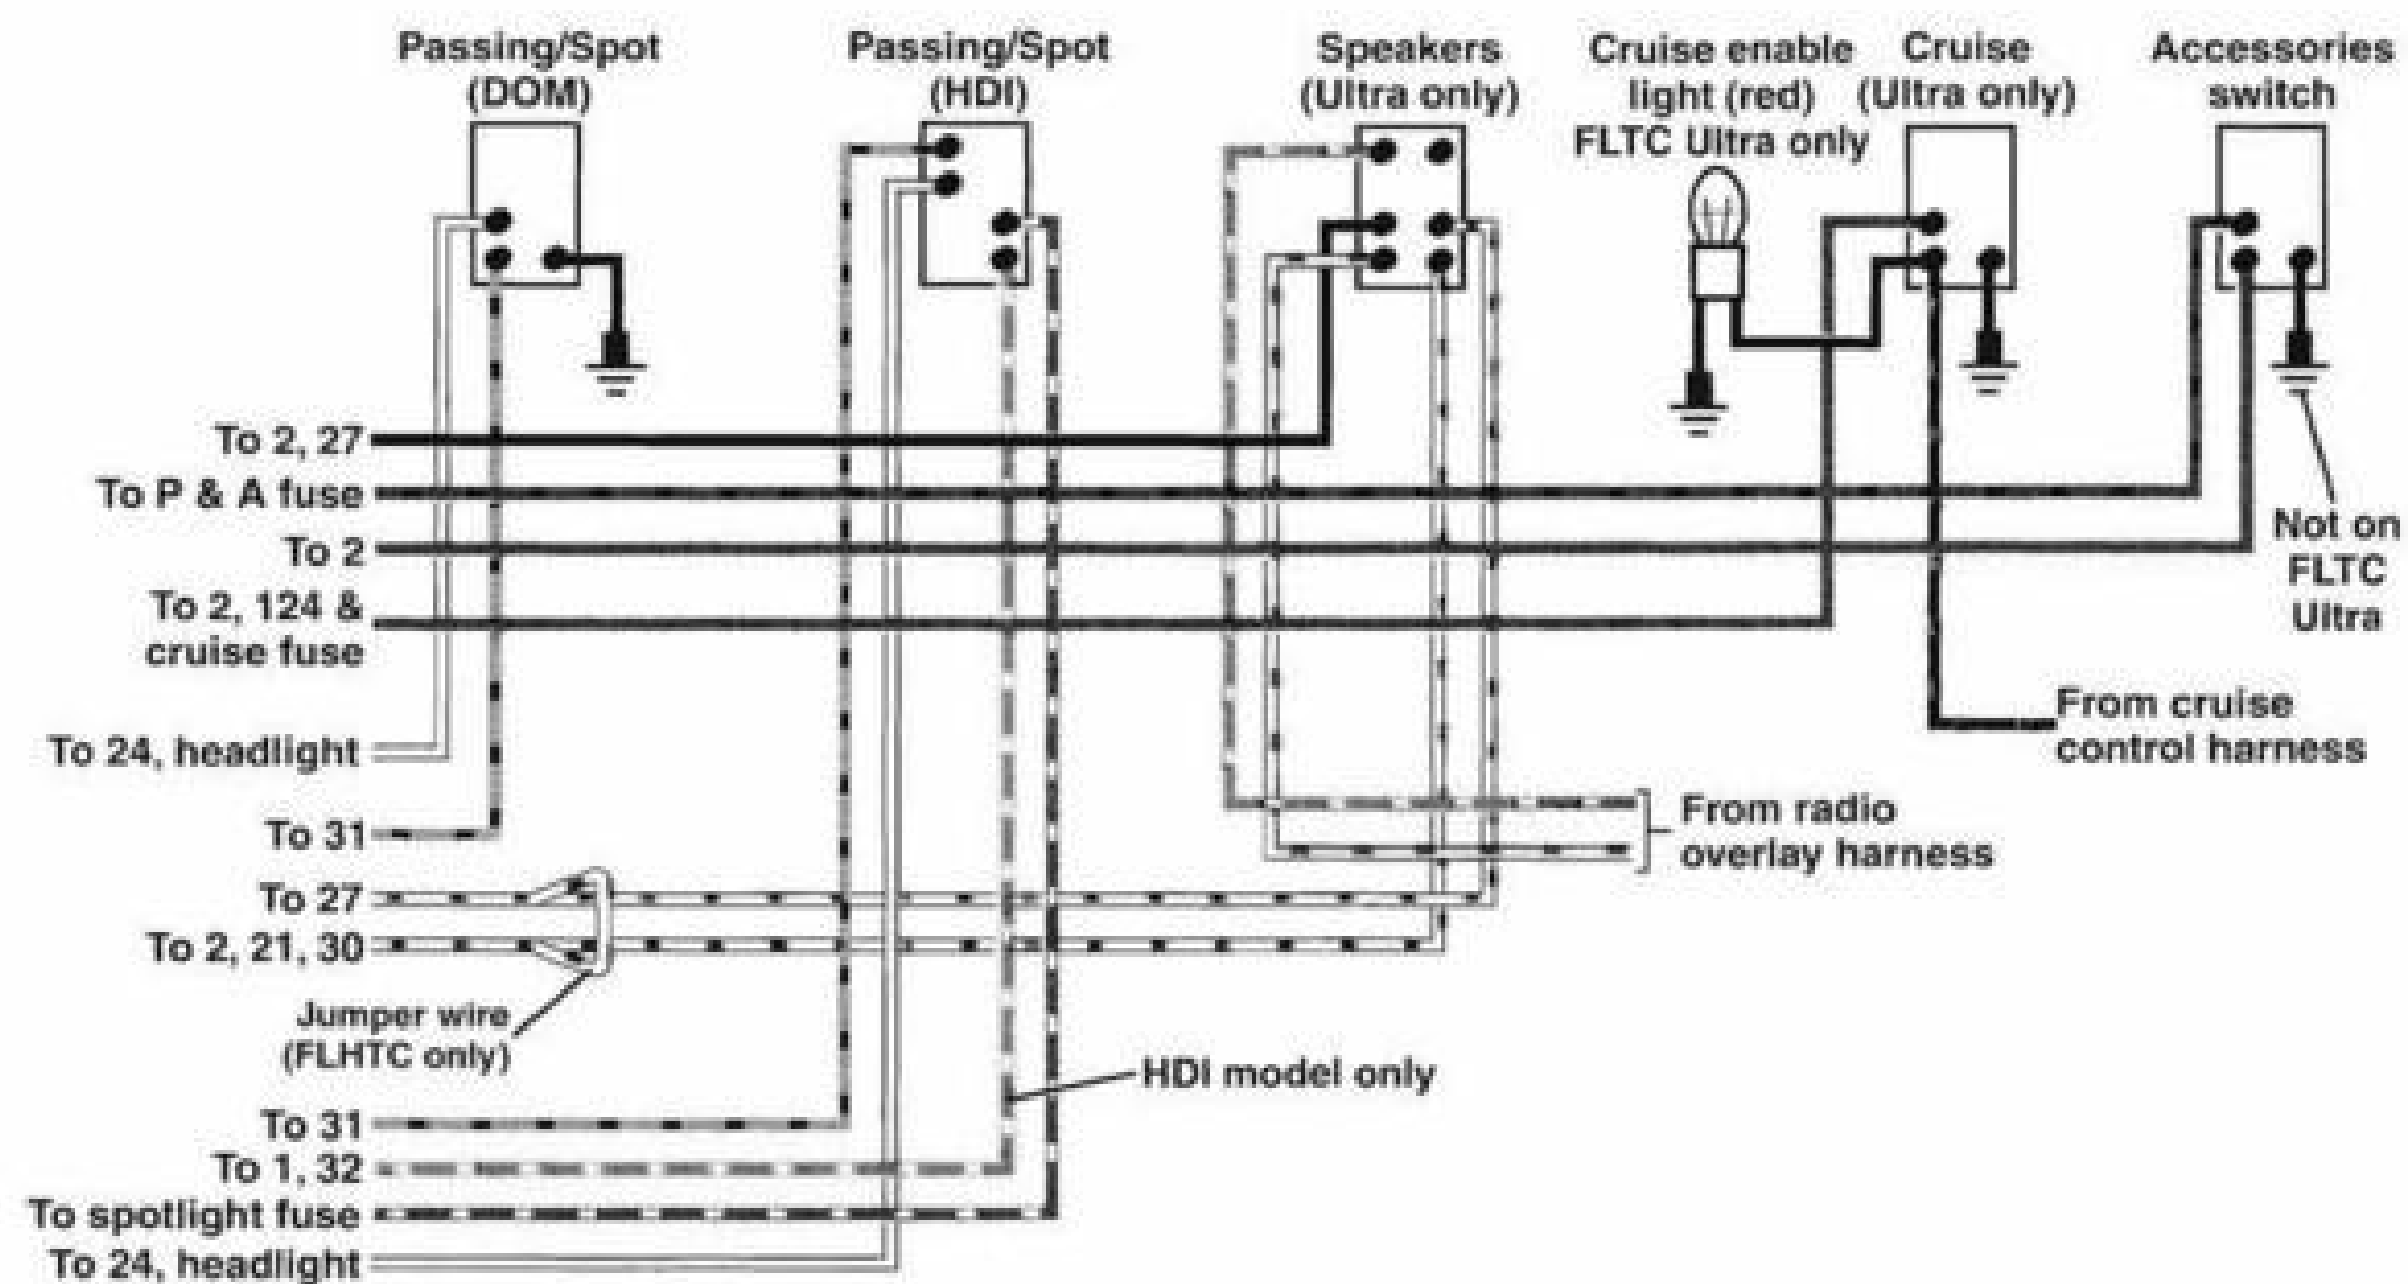 Passing/Spot
(DOM)
Passing/Spot
(HDI)
Speakers
(Ultra only)
Cruise enable
light (red)
FLTC Ultra only
Cruise
(Ultra only)
Accessories
switch
To 2, 27
To P & A fuse
To 2
To 2, 124 &
cruise fuse
To 24, headlight
To 31
To 27
To 2, 21, 30
Jumper wire
(FLHTC only)
To 31
To 1, 32
To spotlight fuse
To 24, headlight
HDI model only
Not on
FLTC
Ultra
From cruise
control harness
From radio
overlay harness